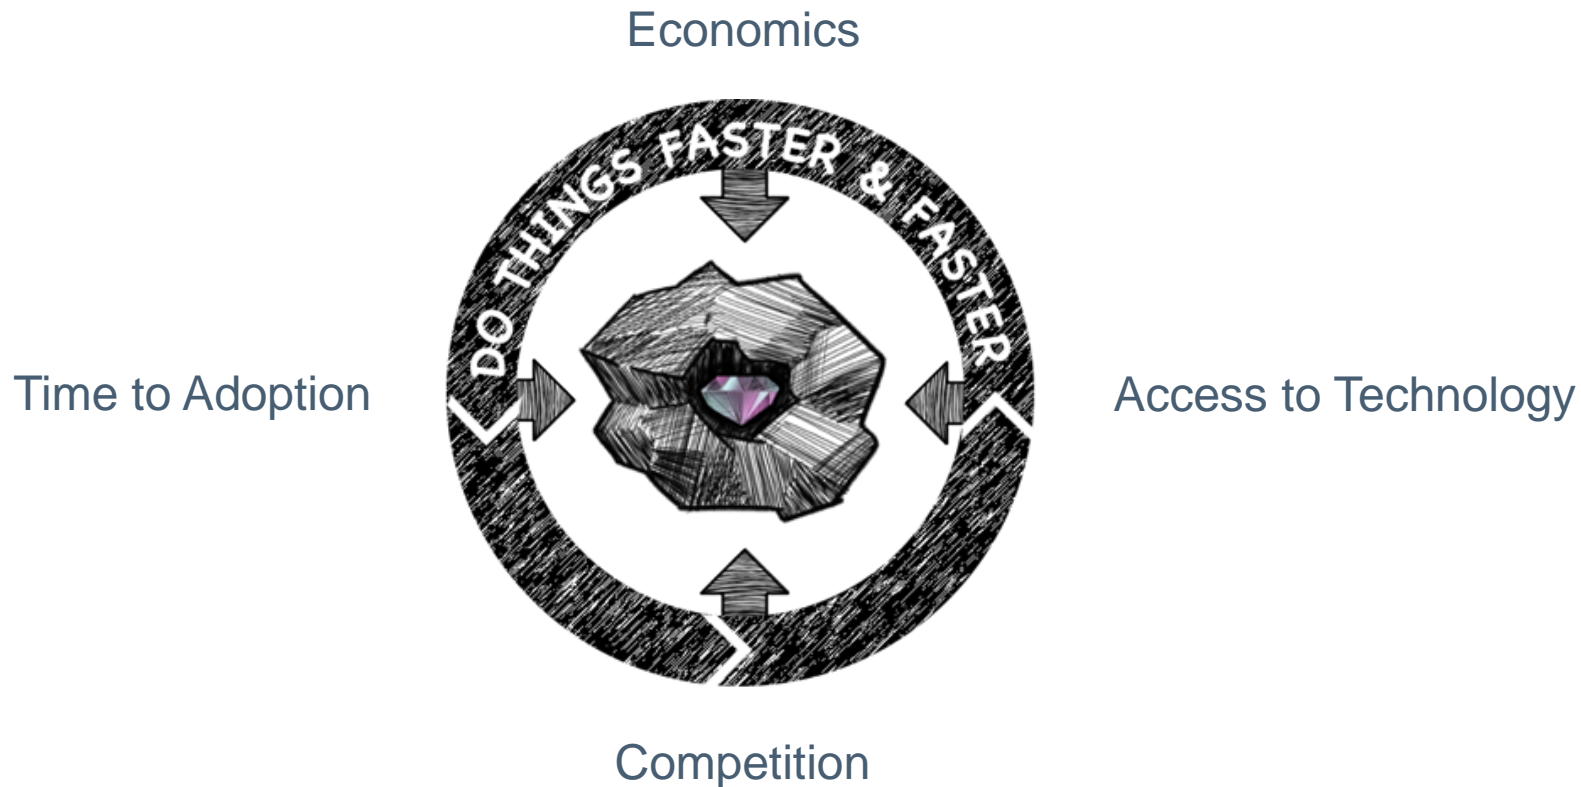 Economics
DO THINGS FASTER & FASTER
Time to Adoption
Access to Technology
Competition